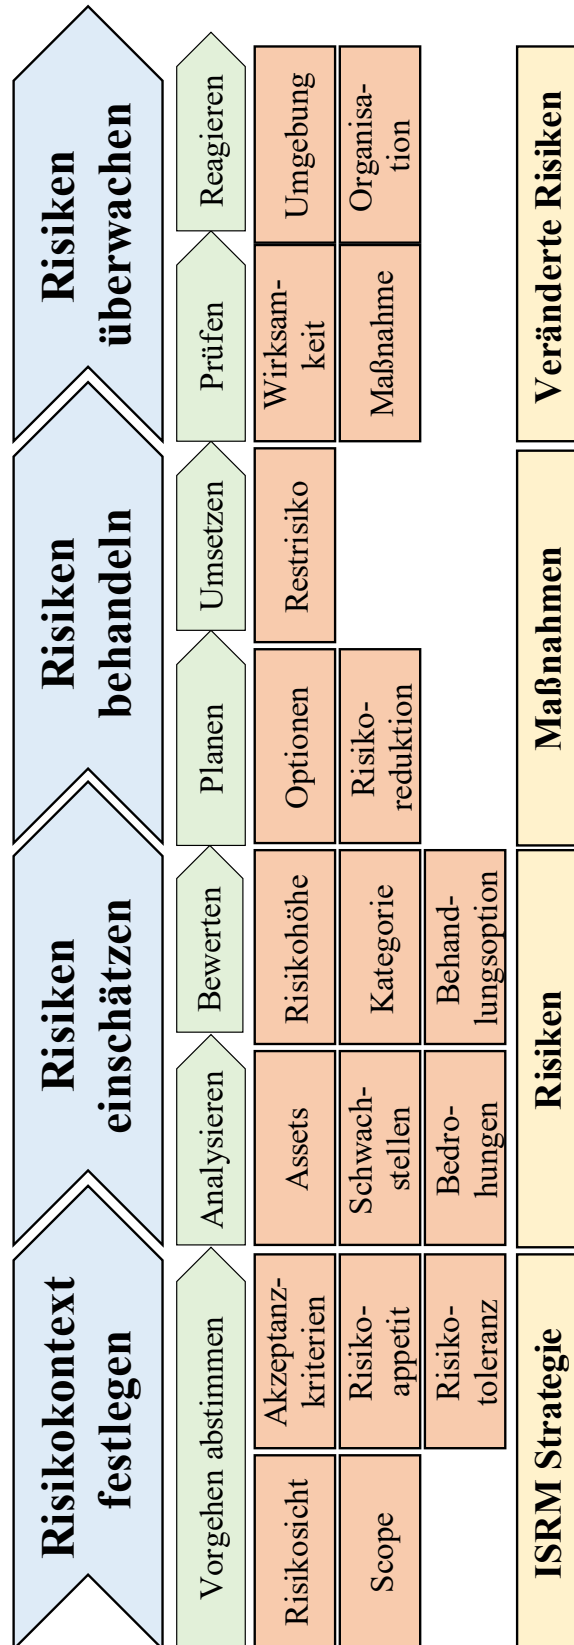 Risikokontext
festlegen
Risiken
einschätzen
Risiken
behandeln
Risiken
überwachen
Vorgehen abstimmen
Analysieren
Bewerten
Planen
Umsetzen
Prüfen
Reagieren
Risikosicht
Akzeptanz-
kriterien
Assets
Risikohöhe
Optionen
Restrisiko
Wirksam-
keit
Umgebung
Scope
Risiko-
appetit
Schwach-
stellen
Kategorie
Risiko-
reduktion
Maßnahme
Organisa-
tion
Risiko-
toleranz
Bedro-
hungen
Behand-
lungsoption
ISRM Strategie
Risiken
Maßnahmen
Veränderte Risiken